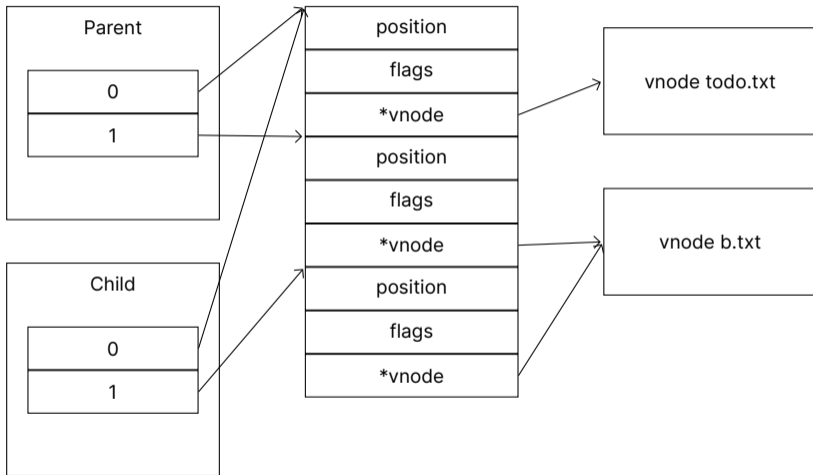 Parent
0
1
Child
0
1
position
flags
*vnode
position
flags
*vnode
position
flags
*vnode
vnode todo.txt
vnode b.txt